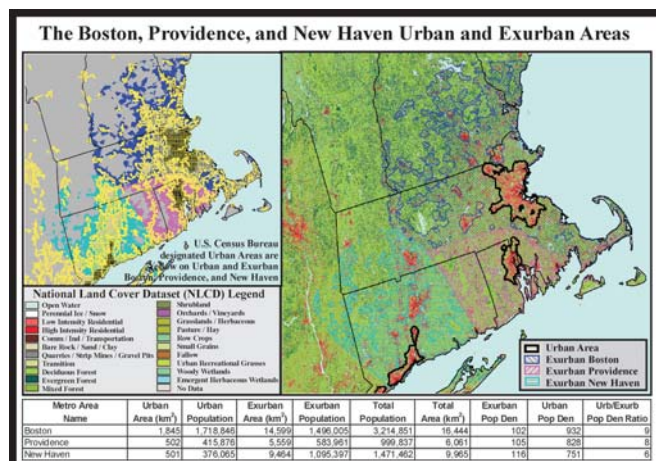 The Boston, Providence, and New Haven Urban and Exurban Areas
U.S. Census Bureau
designated Urban Areas are
Yellow on Urban and Exurban
Boston, Providence, and New Haven
National Land Cover Dataset (NLCD) Legend
Open Water
Perennial Ice / Snow
Low Intensity Residential
High Intensity Residential
Comm / Ind / Transportation
Bare Rock / Sand / Clay
Quarries / Strip Mines / Gravel Pits
Transition
Deciduous Forest
Evergreen Forest
Mixed Forest
Shrubland
Orchards / Vineyards
Grasslands / Herbaceous
Pasture / Hay
Row Crops
Small Grains
Fallow
Urban Recreational Grasses
Woody Wetlands
Emergent Herbaceous Wetlands
No Data
Urban Area
Exurban Boston
Exurban Providence
Exurban New Haven
Metro Area Urban Urban Exurban Exurban Total Total Exurban Urban Urb/Exurb
Name Area (km²) Population Area (km²) Population Population Area (km²) Pop Den Pop Den Pop Den Ratio
Boston 1,845 1,718,846 14,599 1,496,005 3,214,851 16,444 102 932 9
Providence 502 415,876 5,559 583,961 999,837 6,061 105 828 8
New Haven 501 376,065 9,464 1,095,397 1,471,462 9,965 116 751 6